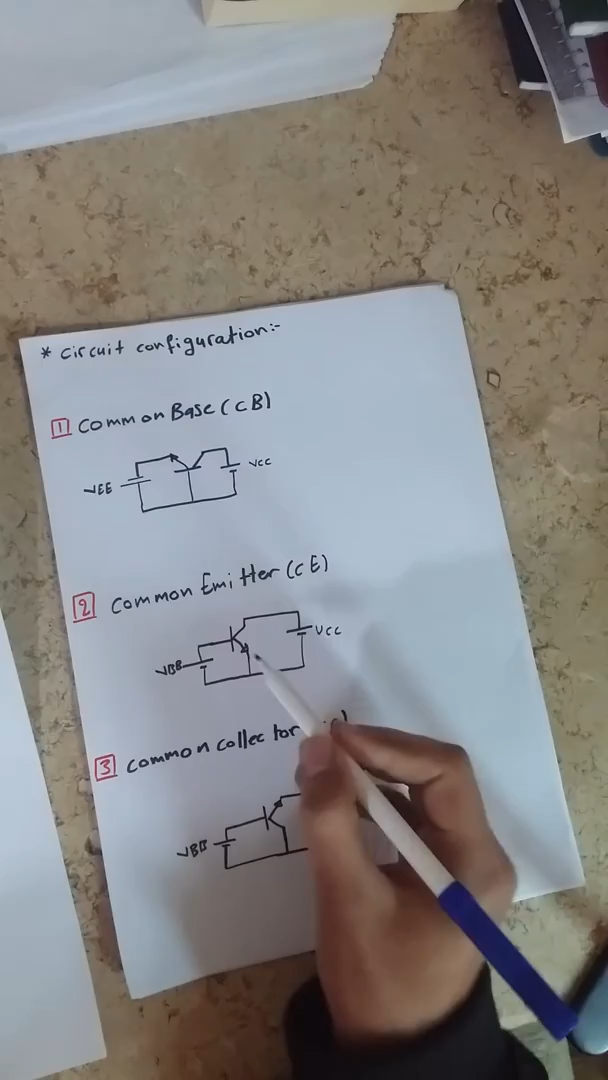 * Circuit configuration:-
1 Common Base (CB)
VEE
VCC
2 Common Emitter (CE)
VBB
VCC
3 Common collector
VBB